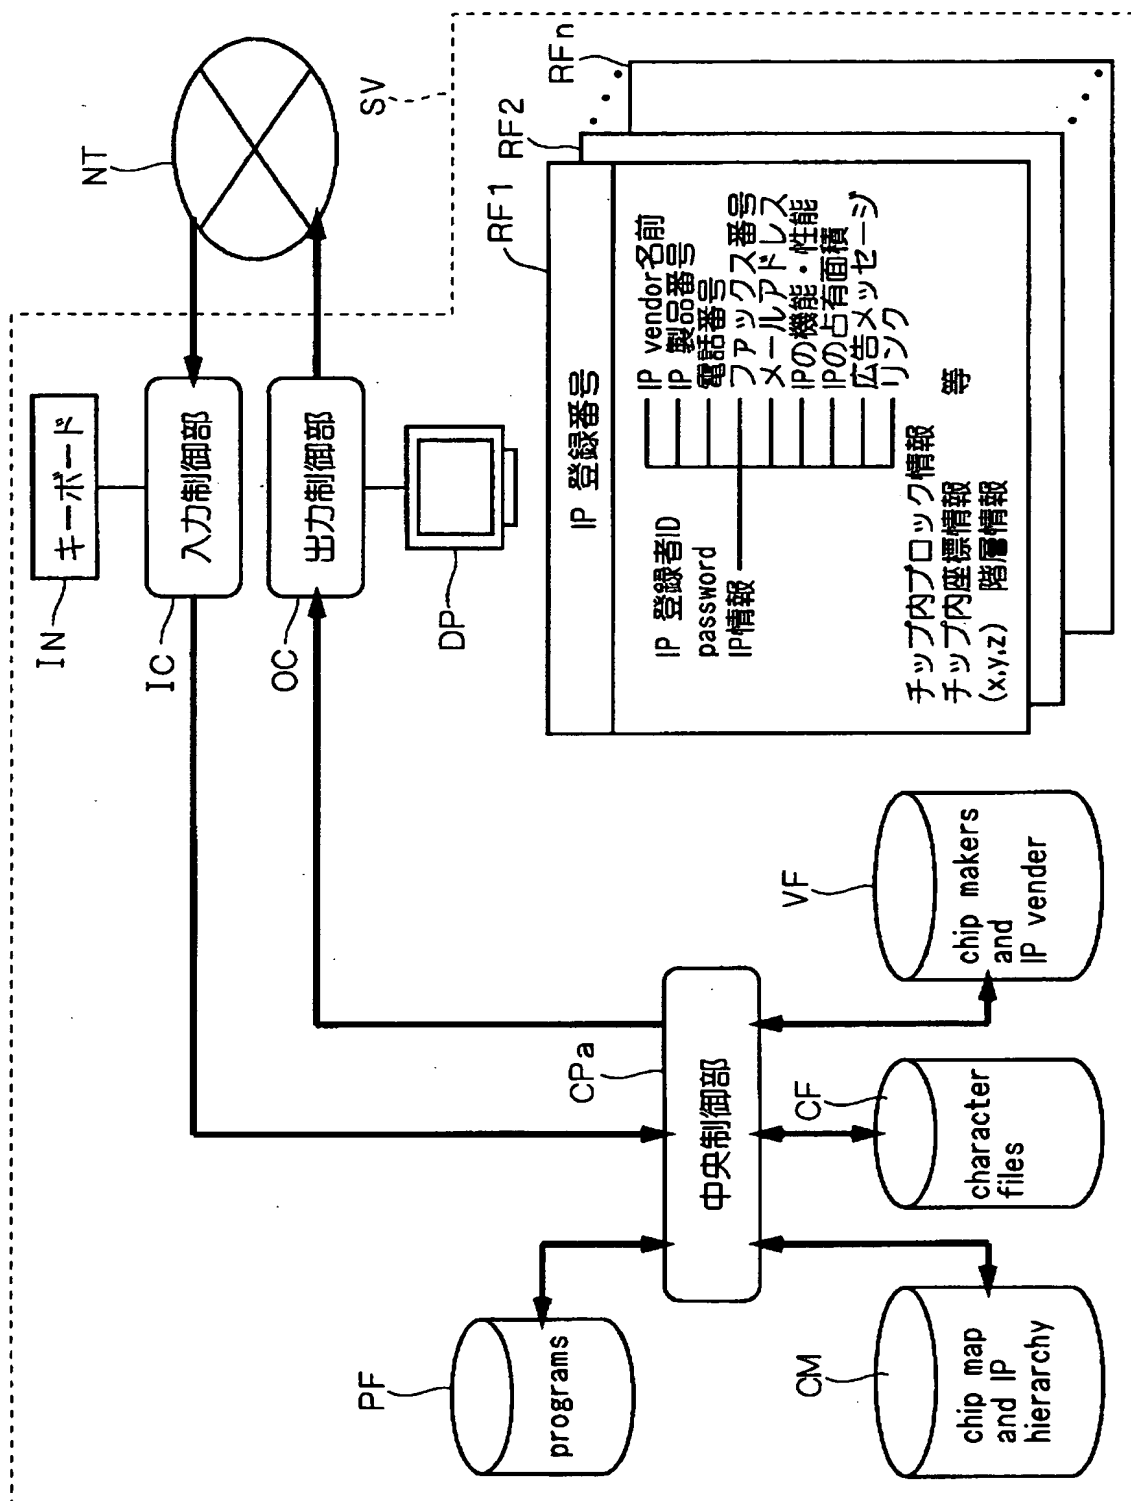 PF
programs
CM
chip map
and IP
hierarchy
CPa
中央制御部
CF
character
files
VF
chip makers
and
IP vender
IN
キーボード
IC
入力制御部
OC
出力制御部
DP
NT
SV
RF1
RF2
RFn
IP 登録番号
IP 登録者ID
password
IP情報
IP vendor名前
IP 製品番号
電話番号
ファックス番号
メールアドレス
IPの機能・性能
IPの占有面積
広告メッセージ
リンク
チップ内ブロック情報
チップ内座標情報 等
(x,y,z) 階層情報